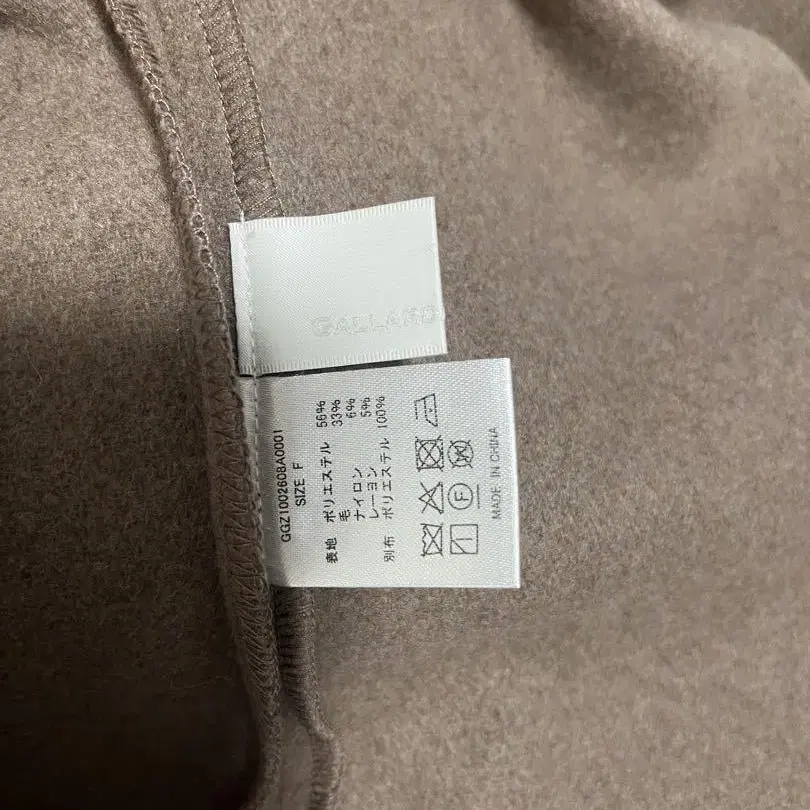 GALLARD
GGZ1002608A0001
SIZE F
表地 ポリエステル 56%
毛 33%
ナイロン 6%
レーヨン 5%
別布 ポリエステル 100%
F
MADE IN CHINA